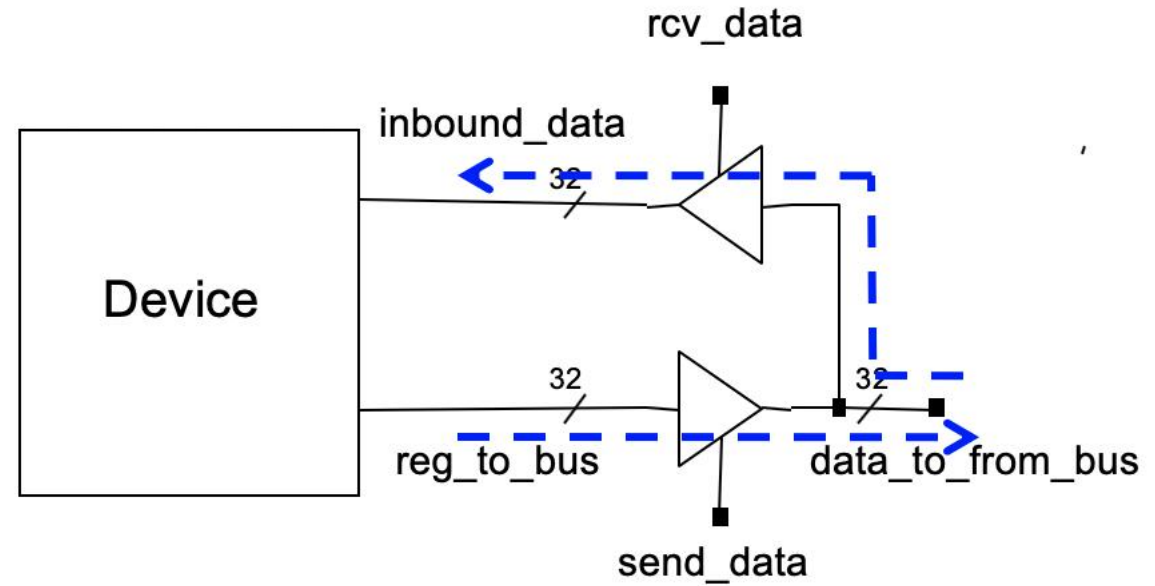 rcv_data
inbound_data
32
Device
32
32
reg_to_bus
data_to_from_bus
send_data